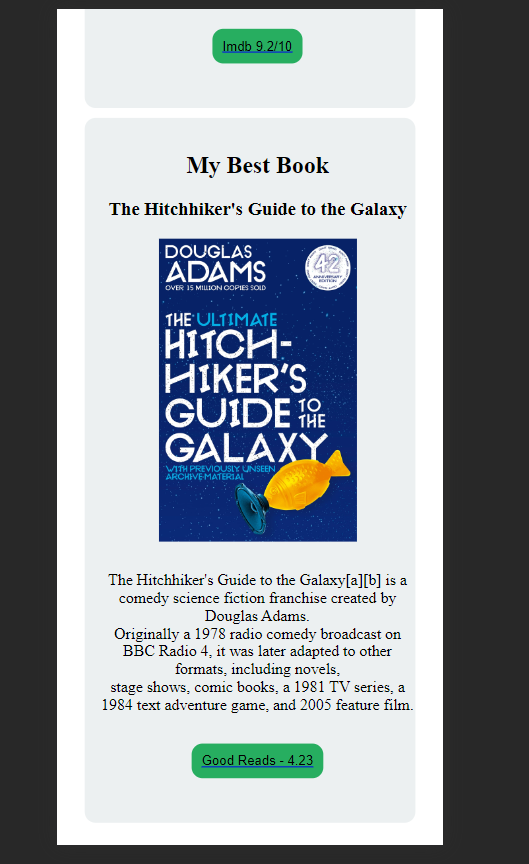 Imdb 9.2/10
My Best Book
The Hitchhiker's Guide to the Galaxy
DOUGLAS
ADAMS
OVER 15 MILLION COPIES SOLD
42
ANNIVERSARY
EDITION
THE ULTIMATE
HITCH-
HIKER'S
GUIDE TO
THE
GALAXY
WITH PREVIOUSLY UNSEEN
ARCHIVE MATERIAL
The Hitchhiker's Guide to the Galaxy[a][b] is a
comedy science fiction franchise created by
Douglas Adams.
Originally a 1978 radio comedy broadcast on
BBC Radio 4, it was later adapted to other
formats, including novels,
stage shows, comic books, a 1981 TV series, a
1984 text adventure game, and 2005 feature film.
Good Reads - 4.23